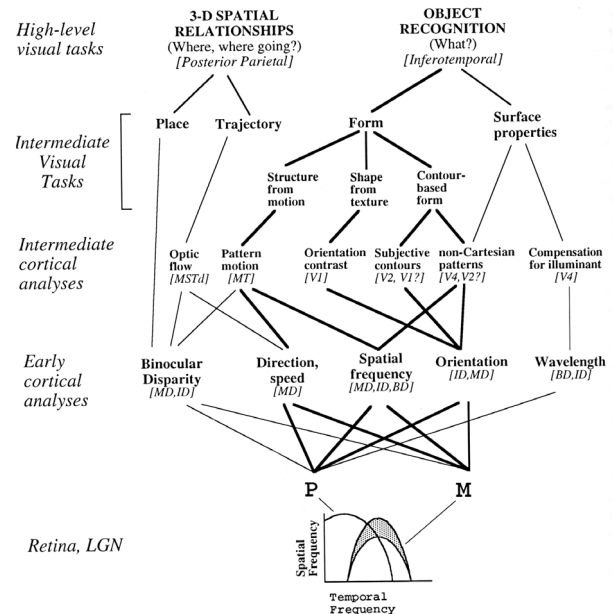 High-level
visual tasks
3-D SPATIAL
RELATIONSHIPS
(Where, where going?)
[Posterior Parietal]
OBJECT
RECOGNITION
(What?)
[Inferotemporal]
Intermediate
Visual
Tasks
Place
Trajectory
Form
Surface
properties
Structure
from
motion
Shape
from
texture
Contour-
based
form
Intermediate
cortical
analyses
Optic
flow
[MSTd]
Pattern
motion
[MT]
Orientation
contrast
[V1]
Subjective
contours
[V2, V1?]
non-Cartesian
patterns
[V4,V2?]
Compensation
for illuminant
[V4]
Early
cortical
analyses
Binocular
Disparity
[MD,ID]
Direction,
speed
[MD]
Spatial
frequency
[MD,ID,BD]
Orientation
[ID,MD]
Wavelength
[BD,ID]
P
M
Retina, LGN
Spatial
Frequency
Temporal
Frequency